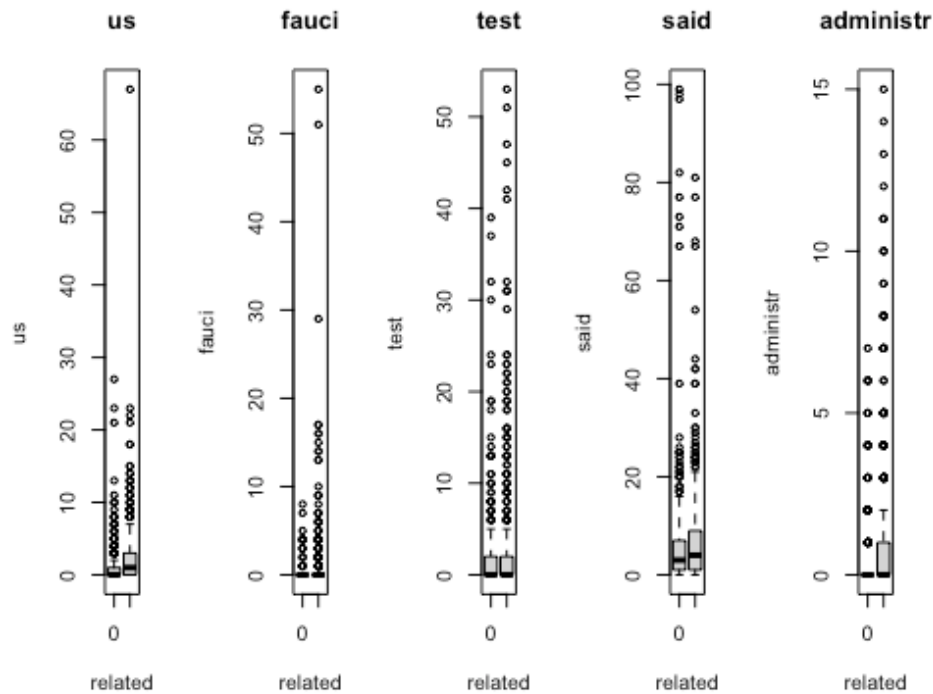 us fauci test said administr
us
0 10 20 30 40 50 60
0
related
fauci
0 10 20 30 40 50
0
related
test
0 10 20 30 40 50
0
related
said
0 20 40 60 80 100
0
related
administr
0 5 10 15
0
related